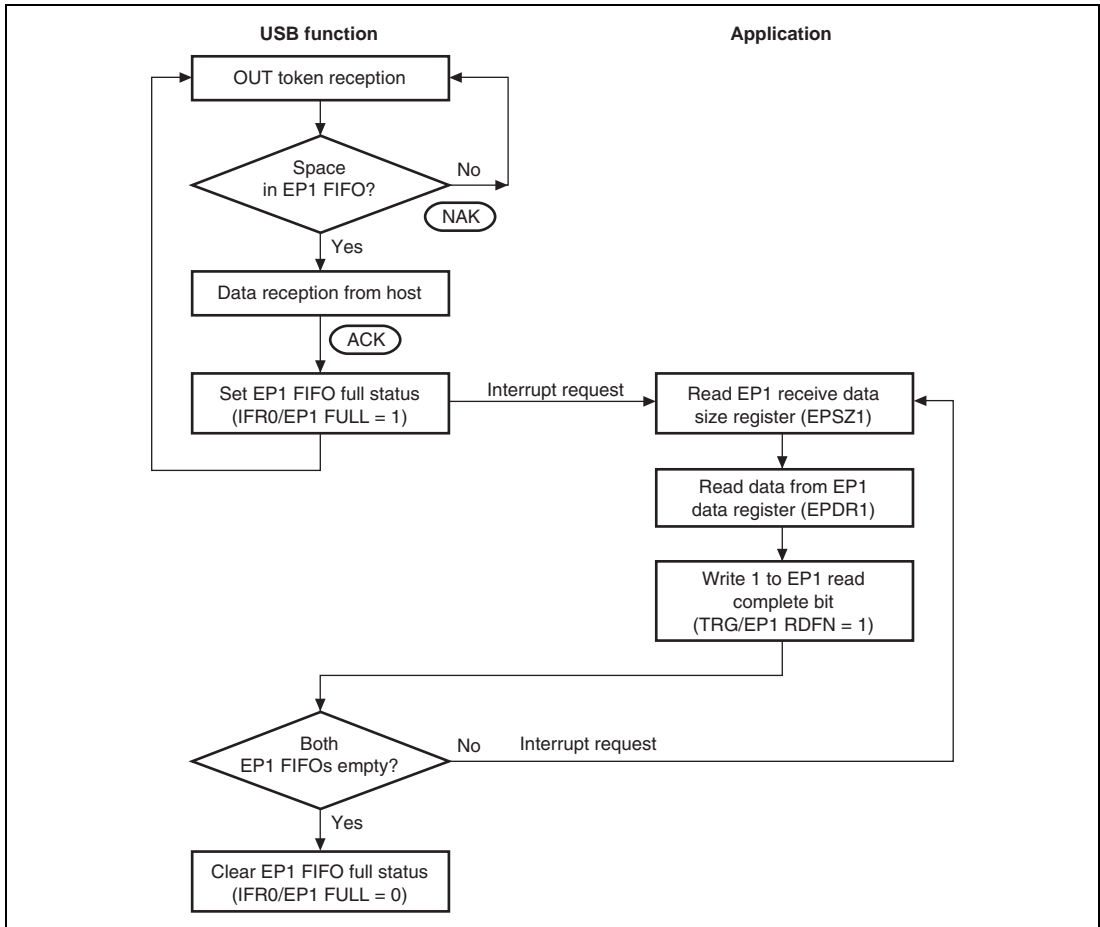 USB function
Application
OUT token reception
Space
in EP1 FIFO?
No
NAK
Yes
Data reception from host
ACK
Set EP1 FIFO full status
(IFR0/EP1 FULL = 1)
Interrupt request
Read EP1 receive data
size register (EPSZ1)
Read data from EP1
data register (EPDR1)
Write 1 to EP1 read
complete bit
(TRG/EP1 RDFN = 1)
Both
EP1 FIFOs empty?
No
Interrupt request
Yes
Clear EP1 FIFO full status
(IFR0/EP1 FULL = 0)